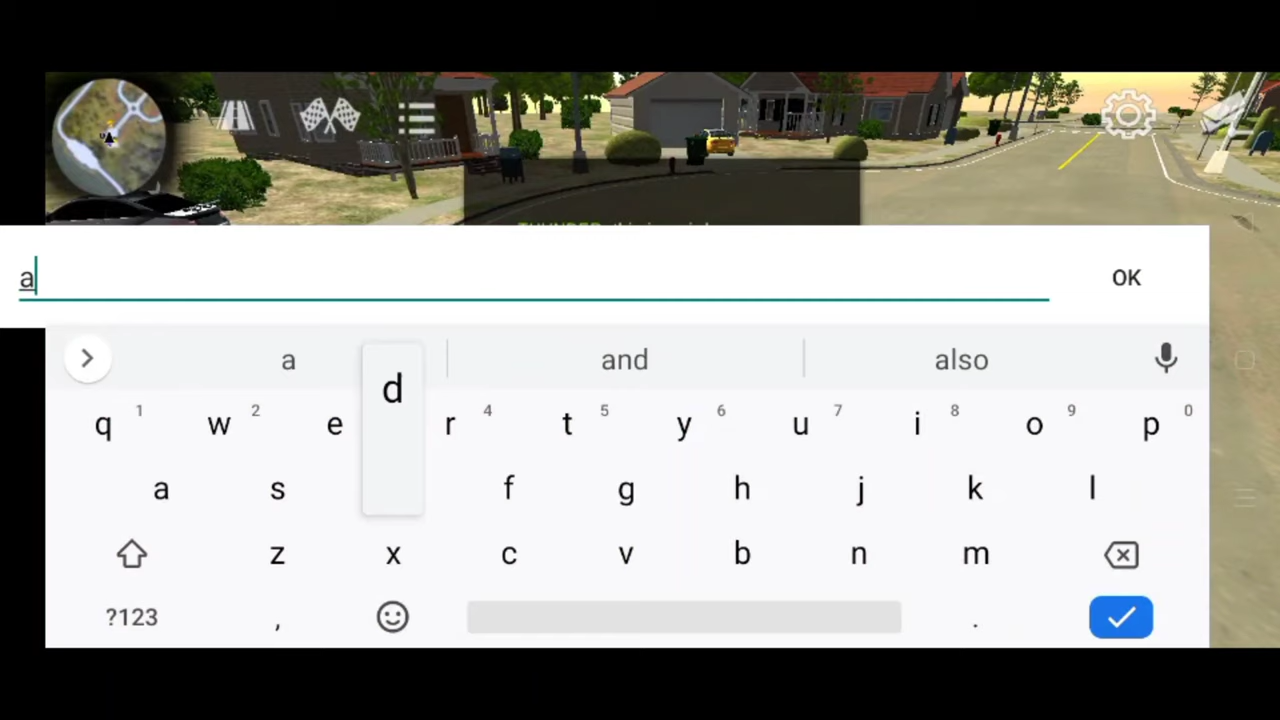 a
OK
a and also
d
q 1 w 2 e r 4 t 5 y 6 u 7 i 8 o 9 p 0
a s f g h j k l
z x c v b n m
?123 , .